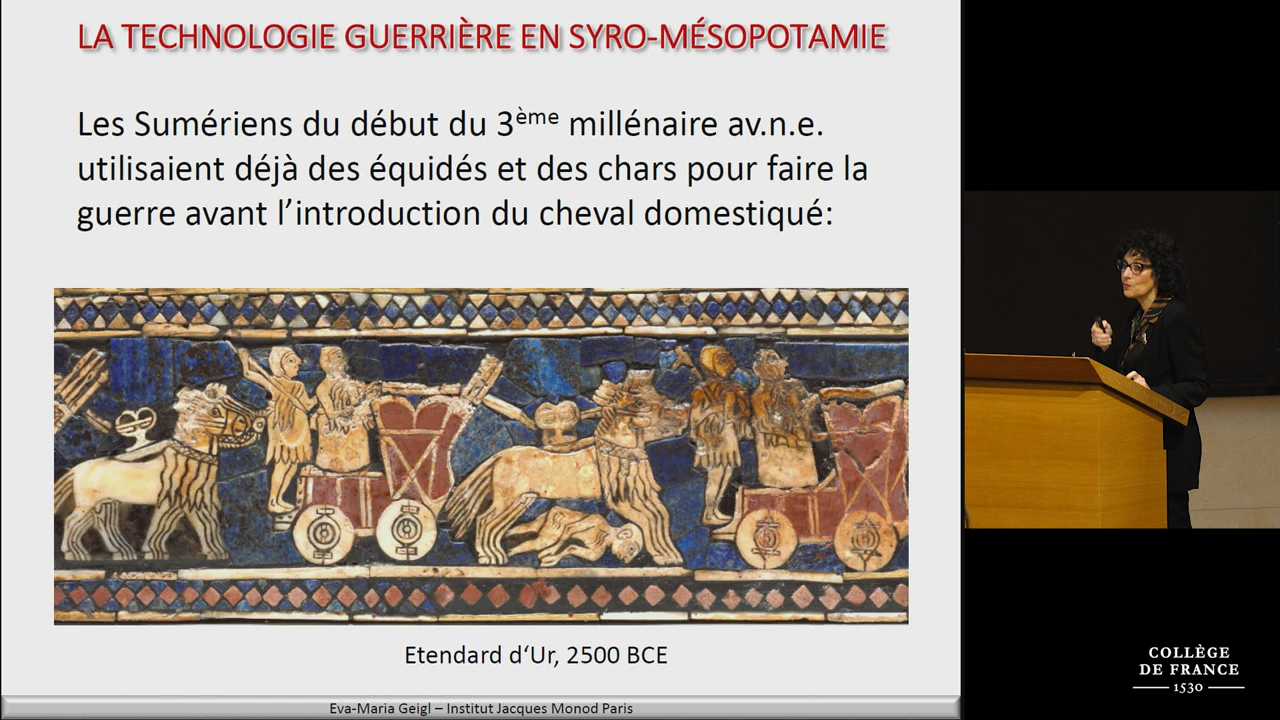 LA TECHNOLOGIE GUERRIÈRE EN SYRO-MÉSOPOTAMIE
Les Sumériens du début du 3ème millénaire av.n.e.
utilisaient déjà des équidés et des chars pour faire la
guerre avant l’introduction du cheval domestiqué:
Etendard d‘Ur, 2500 BCE
Eva-Maria Geigl – Institut Jacques Monod Paris
COLLÈGE
DE FRANCE
1530